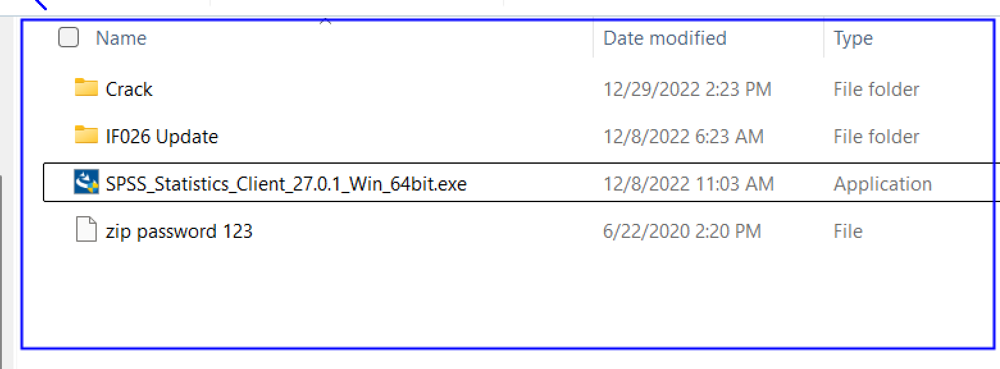 Name Date modified Type
Crack 12/29/2022 2:23 PM File folder
IF026 Update 12/8/2022 6:23 AM File folder
SPSS_Statistics_Client_27.0.1_Win_64bit.exe 12/8/2022 11:03 AM Application
zip password 123 6/22/2020 2:20 PM File